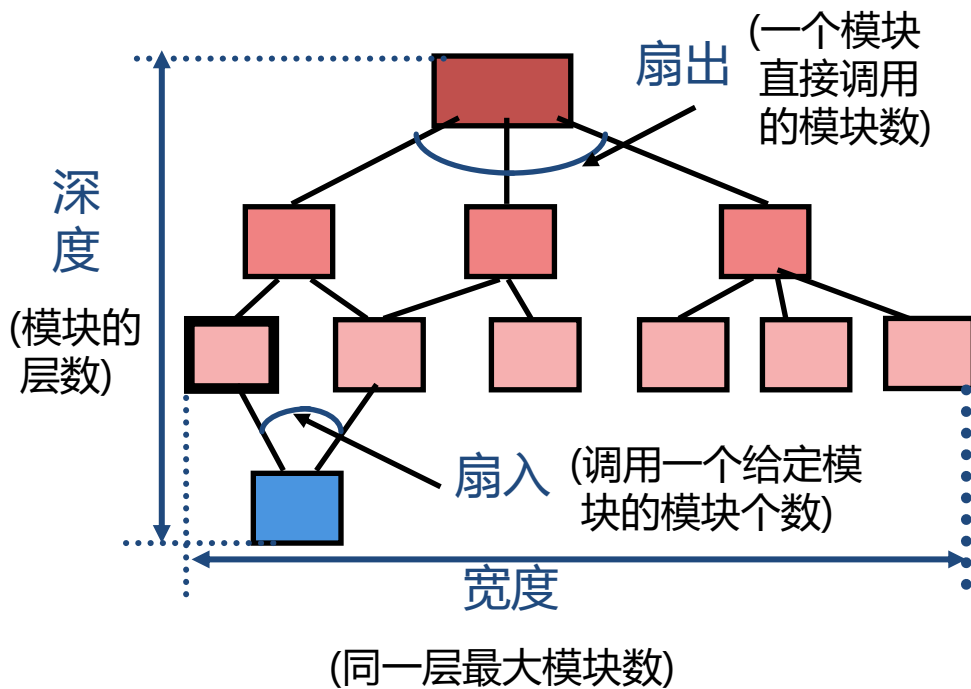 扇出
(一个模块
直接调用
的模块数)
深
度
(模块的
层数)
扇入
(调用一个给定模
块的模块个数)
宽度
(同一层最大模块数)